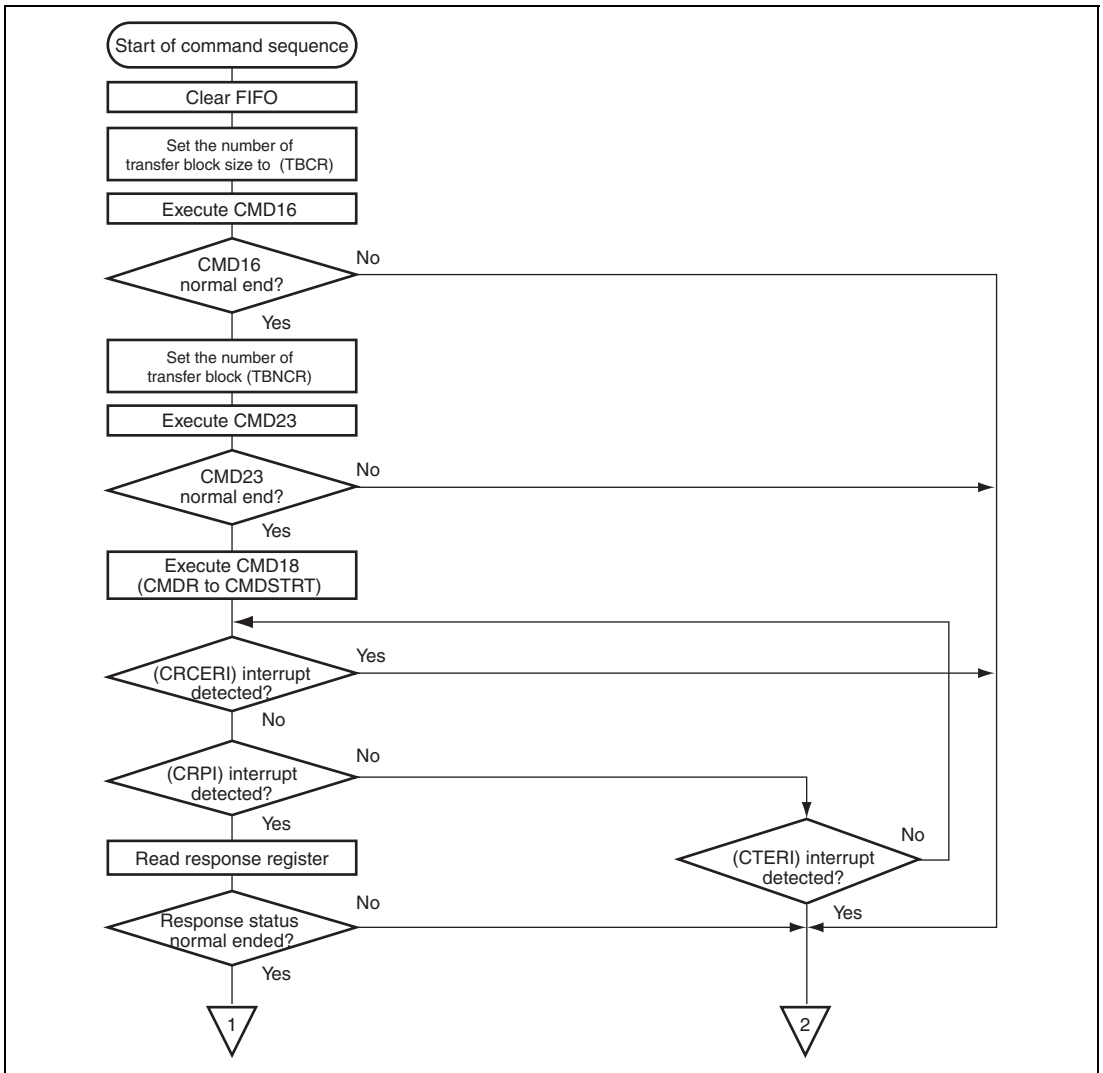 Start of command sequence
Clear FIFO
Set the number of
transfer block size to (TBCR)
Execute CMD16
CMD16
normal end?
No
Yes
Set the number of
transfer block (TBNCR)
Execute CMD23
CMD23
normal end?
No
Yes
Execute CMD18
(CMDR to CMDSTRT)
(CRCERI) interrupt
detected?
Yes
No
(CRPI) interrupt
detected?
No
Yes
(CTERI) interrupt
detected?
No
Yes
Read response register
Response status
normal ended?
No
Yes
1
2